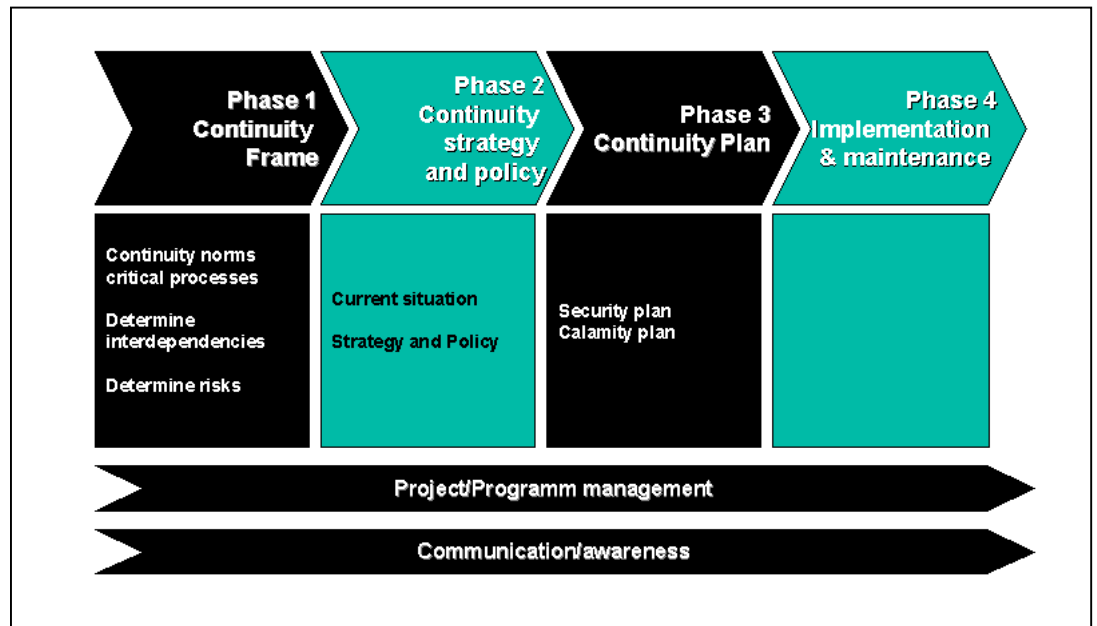 Phase 1
Continuity
Frame
Phase 2
Continuity
strategy
and policy
Phase 3
Continuity Plan
Phase 4
Implementation
& maintenance
Continuity norms
critical processes
Determine
interdependencies
Determine risks
Current situation
Strategy and Policy
Security plan
Calamity plan
Project/Programm management
Communication/awareness